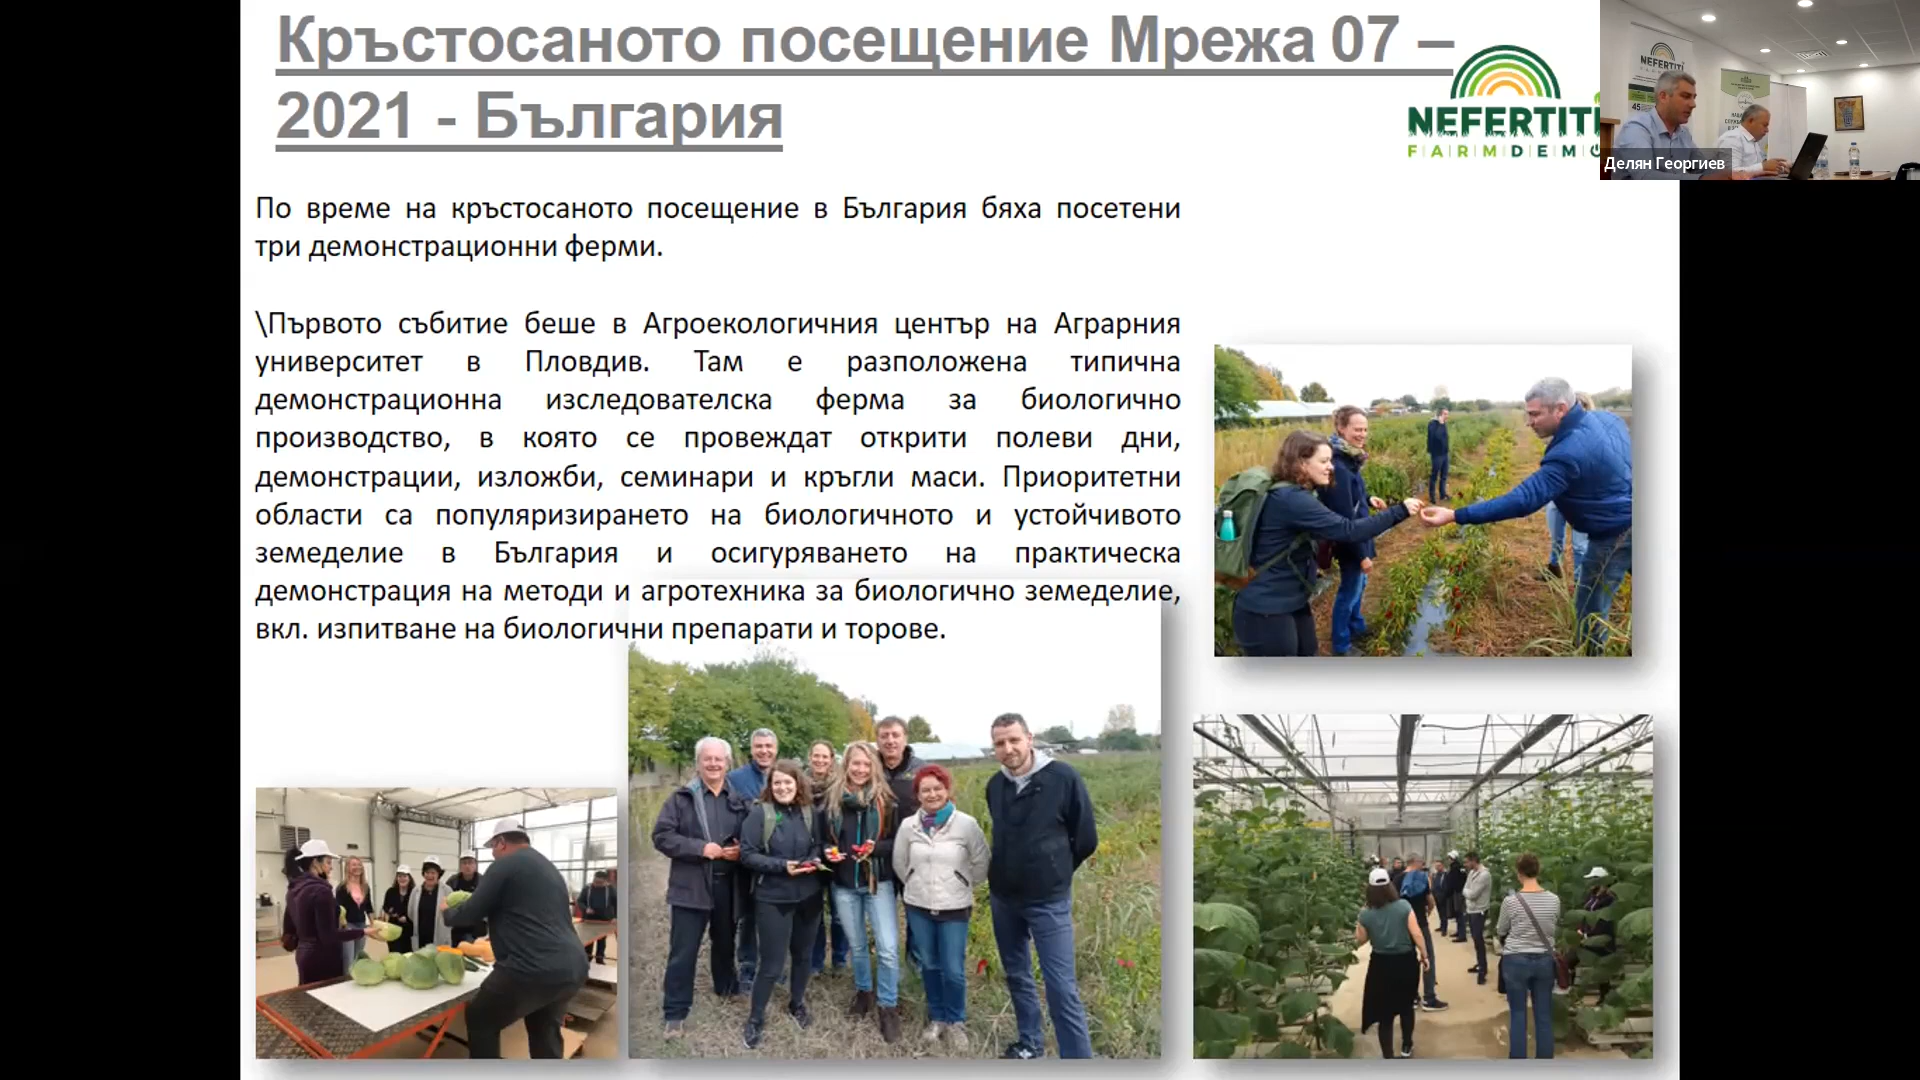 Кръстосаното посещение Мрежа 07 –
2021 - България
NEFERTITI
FARMDEMO
NEFERTITI
45
Делян Георгиев
По време на кръстосаното посещение в България бяха посетени
три демонстрационни ферми.
\Първото събитие беше в Агроекологичния център на Аграрния
университет в Пловдив. Там е разположена типична
демонстрационна изследователска ферма за биологично
производство, в която се провеждат открити полеви дни,
демонстрации, изложби, семинари и кръгли маси. Приоритетни
области са популяризирането на биологичното и устойчивото
земеделие в България и осигуряването на практическа
демонстрация на методи и агротехника за биологично земеделие,
вкл. изпитване на биологични препарати и торове.